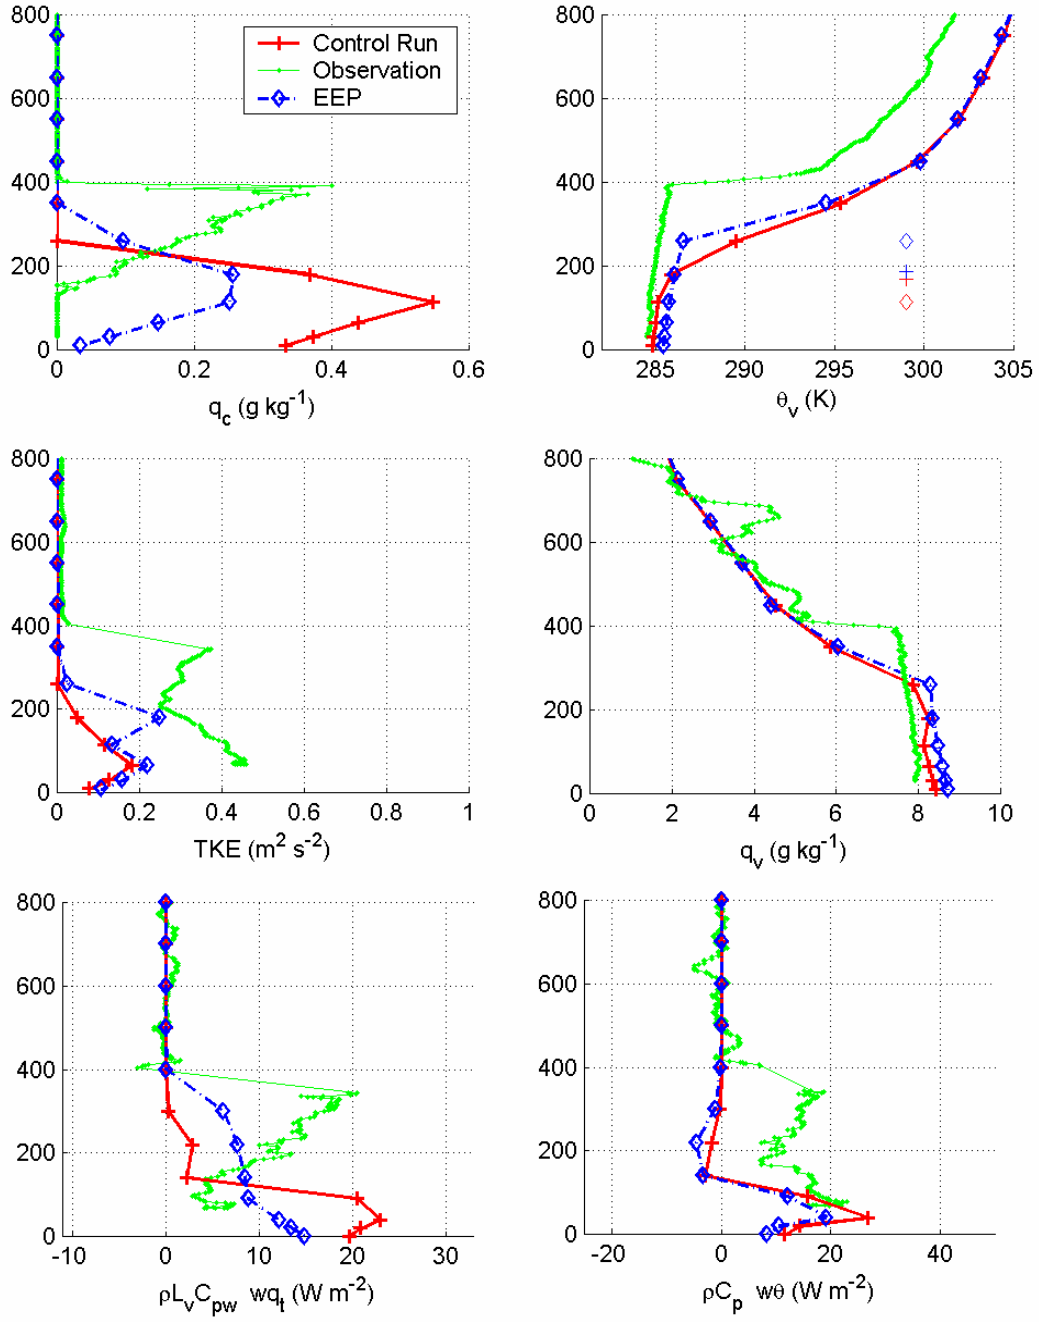 800
600
400
200
0
0 0.2 0.4 0.6
q_c (g kg^-1)
Control Run
Observation
EEP
800
600
400
200
0
285 290 295 300 305
θ_v (K)
800
600
400
200
0
0 0.2 0.4 0.6 0.8 1
TKE (m^2 s^-2)
800
600
400
200
0
0 2 4 6 8 10
q_v (g kg^-1)
800
600
400
200
0
-10 0 10 20 30
ρL_vC_pw wq_t (W m^-2)
800
600
400
200
0
-20 0 20 40
ρC_p wθ (W m^-2)